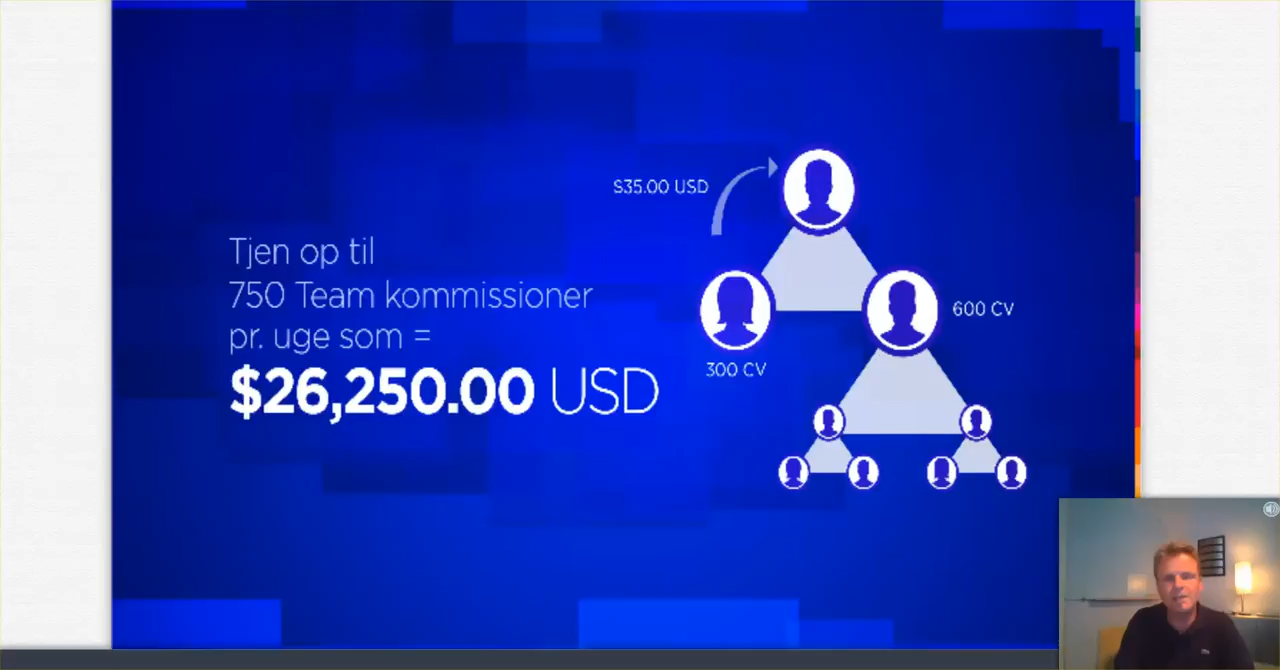 Tjen op til
750 Team kommissioner
pr. uge som =
$26,250.00 USD
$35.00 USD
600 CV
300 CV